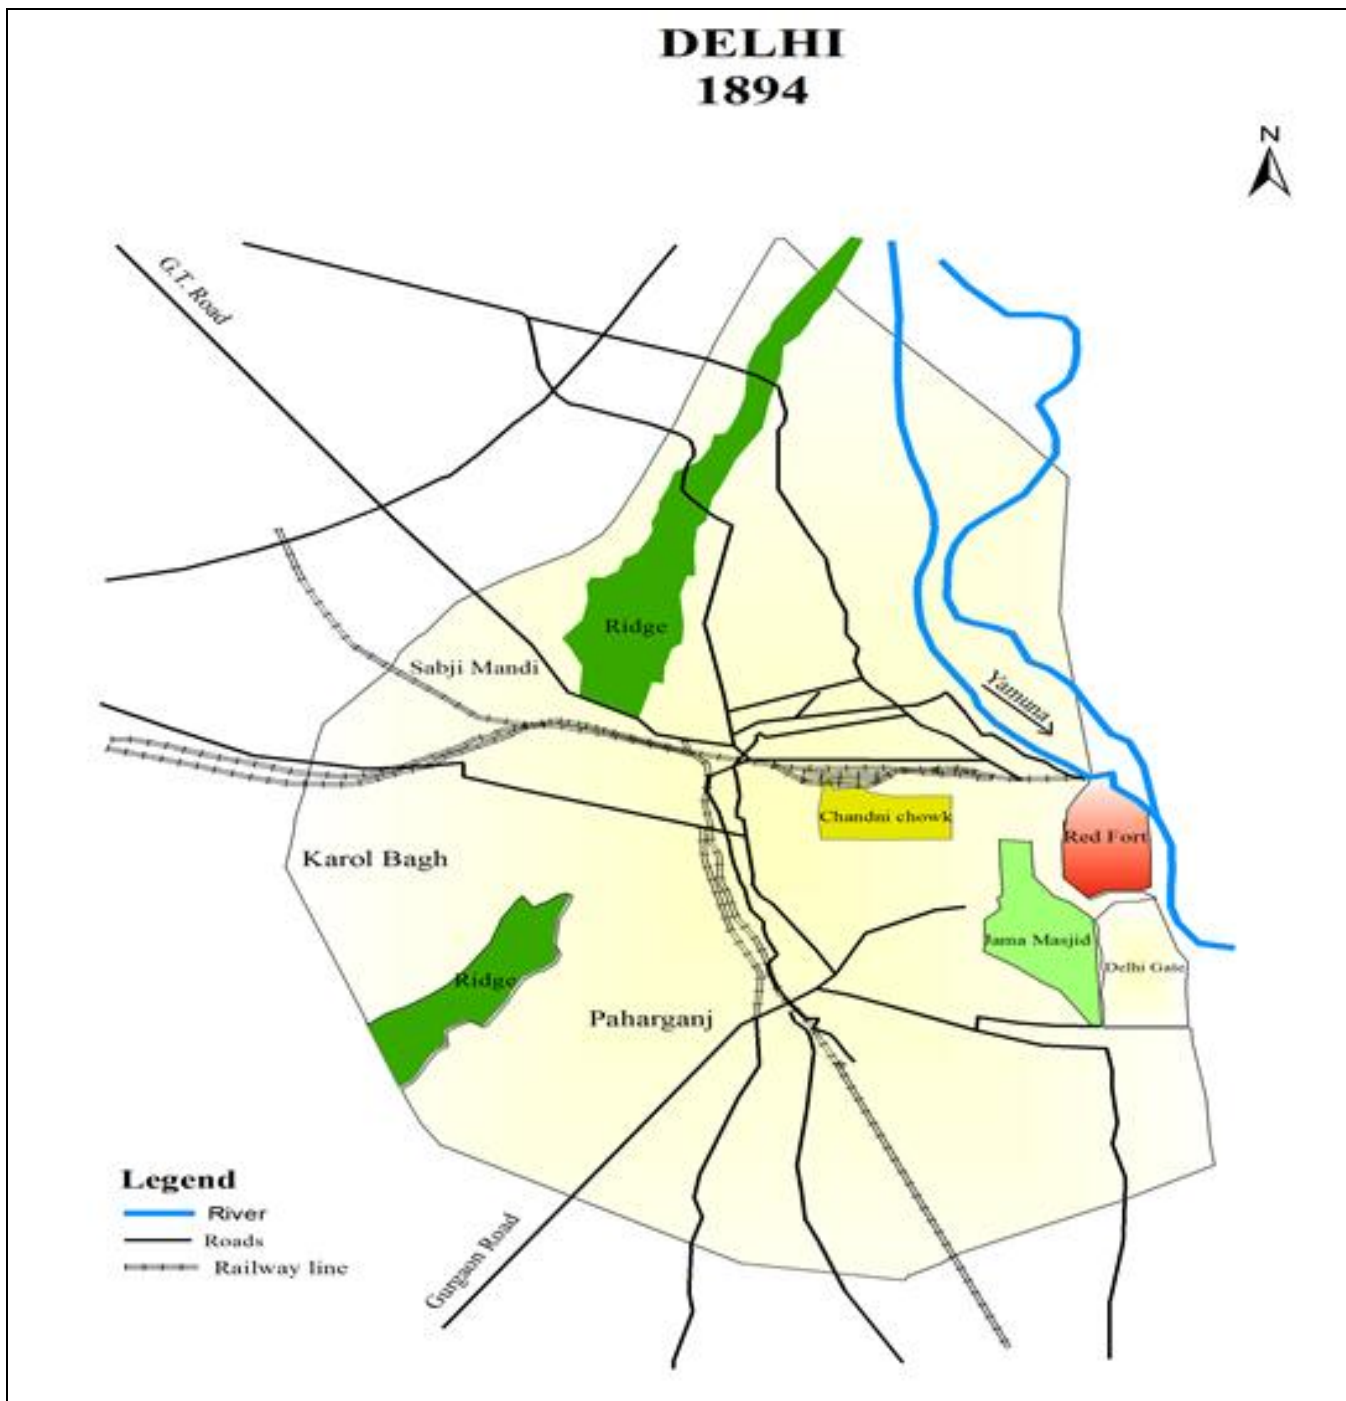 DELHI
1894
N
G.T. Road
Ridge
Sabji Mandi
Yamuna
Chandni chowk
Red Fort
Karol Bagh
Jama Masjid
Delhi Gate
Ridge
Paharganj
Legend
River
Roads
Railway line
Gurgaon Road